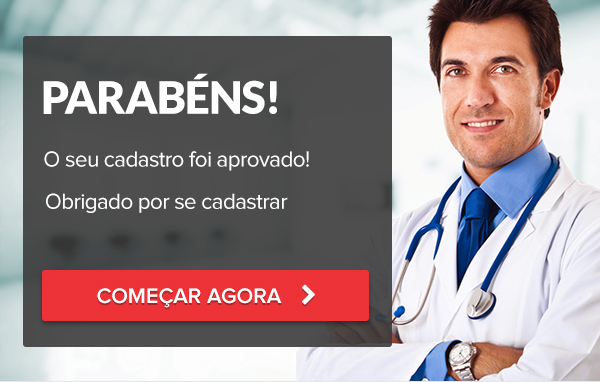 PARABÉNS!
O seu cadastro foi aprovado!
Obrigado por se cadastrar
COMEÇAR AGORA